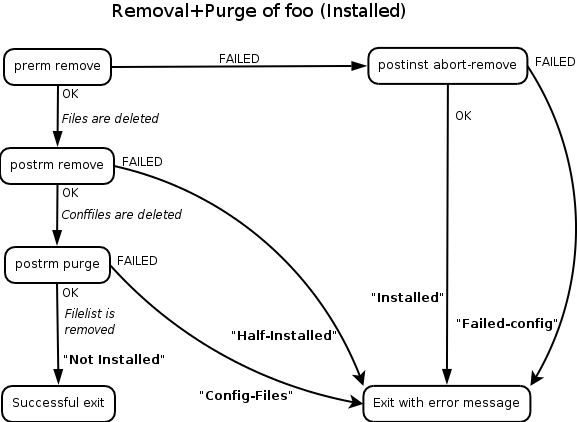 Removal+Purge of foo (Installed)
prerm remove
FAILED
postinst abort-remove
FAILED
OK
Files are deleted
OK
postrm remove
FAILED
OK
Conffiles are deleted
postrm purge
FAILED
OK
Filelist is
removed
"Installed"
"Failed-config"
"Half-Installed"
"Not Installed"
"Config-Files"
Successful exit
Exit with error message